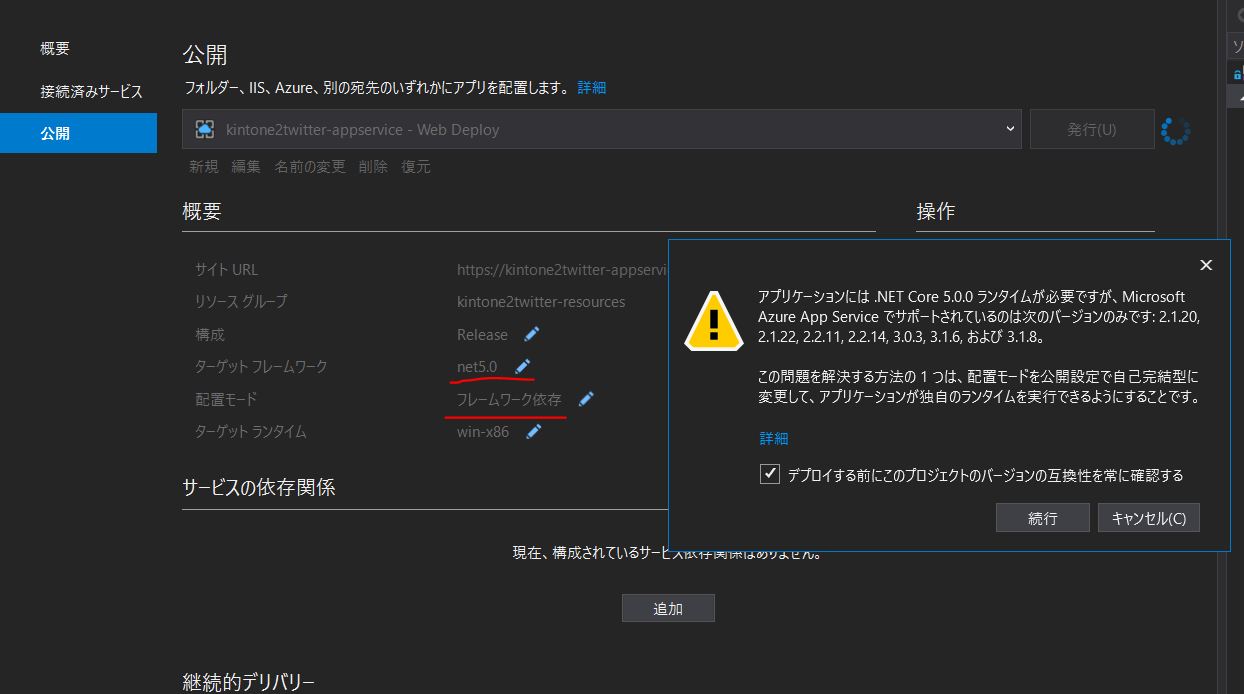 概要
接続済みサービス
公開
公開
フォルダー、IIS、Azure、別の宛先のいずれかにアプリを配置します。 詳細
kintone2twitter-appservice - Web Deploy
発行(U)
新規 編集 名前の変更 削除 復元
概要
操作
サイト URL https://kintone2twitter-appservi
リソース グループ kintone2twitter-resources
構成 Release
ターゲット フレームワーク net5.0
配置モード フレームワーク依存
ターゲット ランタイム win-x86
アプリケーションには .NET Core 5.0.0 ランタイムが必要ですが、Microsoft
Azure App Service でサポートされているのは次のバージョンのみです: 2.1.20,
2.1.22, 2.2.11, 2.2.14, 3.0.3, 3.1.6, および 3.1.8。
この問題を解決する方法の 1 つは、配置モードを公開設定で自己完結型に
変更して、アプリケーションが独自のランタイムを実行できるようにすることです。
詳細
デプロイする前にこのプロジェクトのバージョンの互換性を常に確認する
続行 キャンセル(C)
サービスの依存関係
現在、構成されているサービス依存関係はありません。
追加
継続的デリバリー